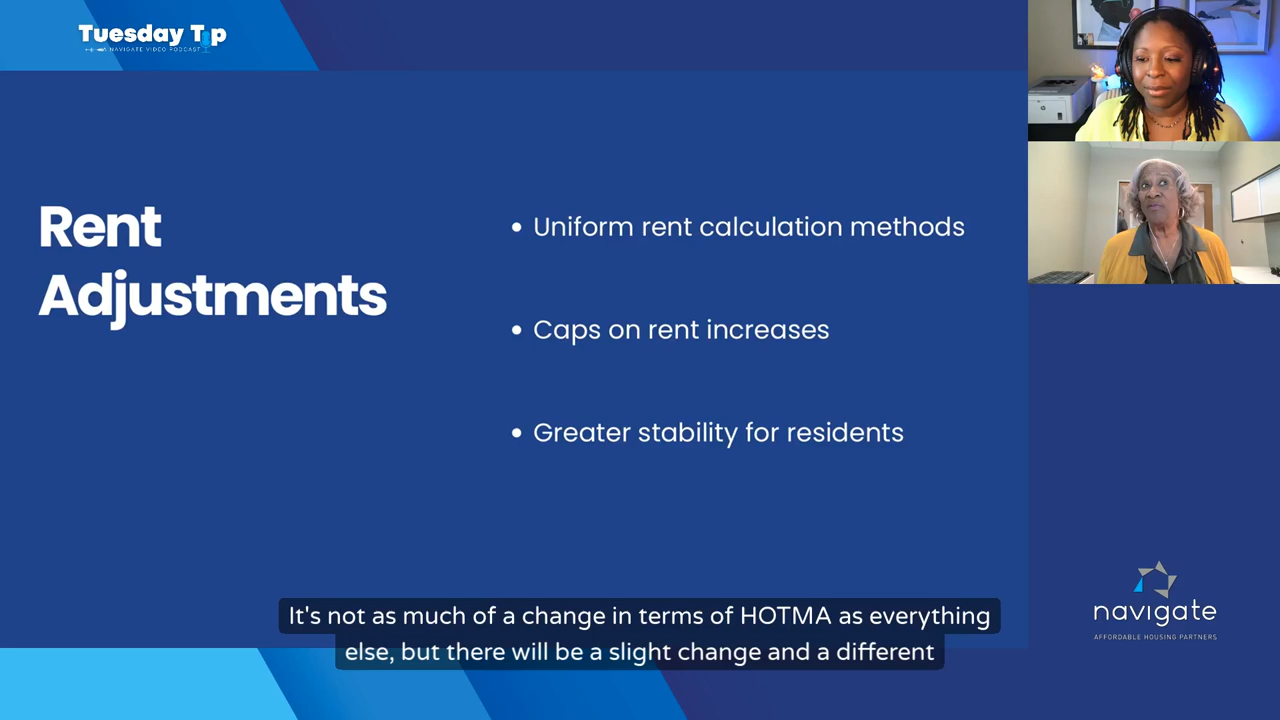 Tuesday Tip
NAVIGATE VIDEO PODCAST
Rent
Adjustments
• Uniform rent calculation methods
• Caps on rent increases
• Greater stability for residents
It's not as much of a change in terms of HOTMA as everything
else, but there will be a slight change and a different
navigate
AFFORDABLE HOUSING PARTNERS